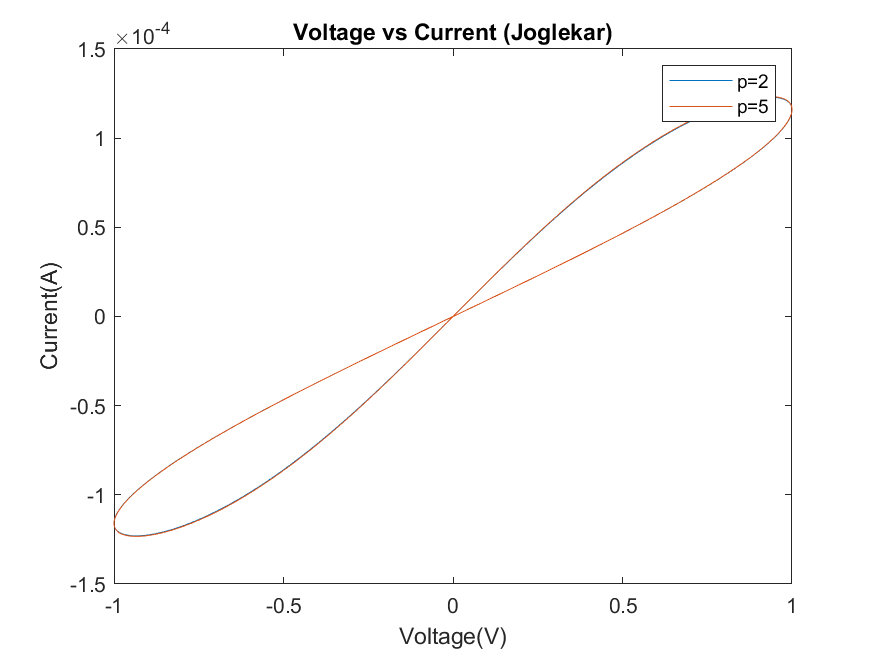 Voltage vs Current (Joglekar)
×10-4
1.5
1
0.5
0
-0.5
-1
-1.5
Current(A)
p=2
p=5
-1 -0.5 0 0.5 1
Voltage(V)